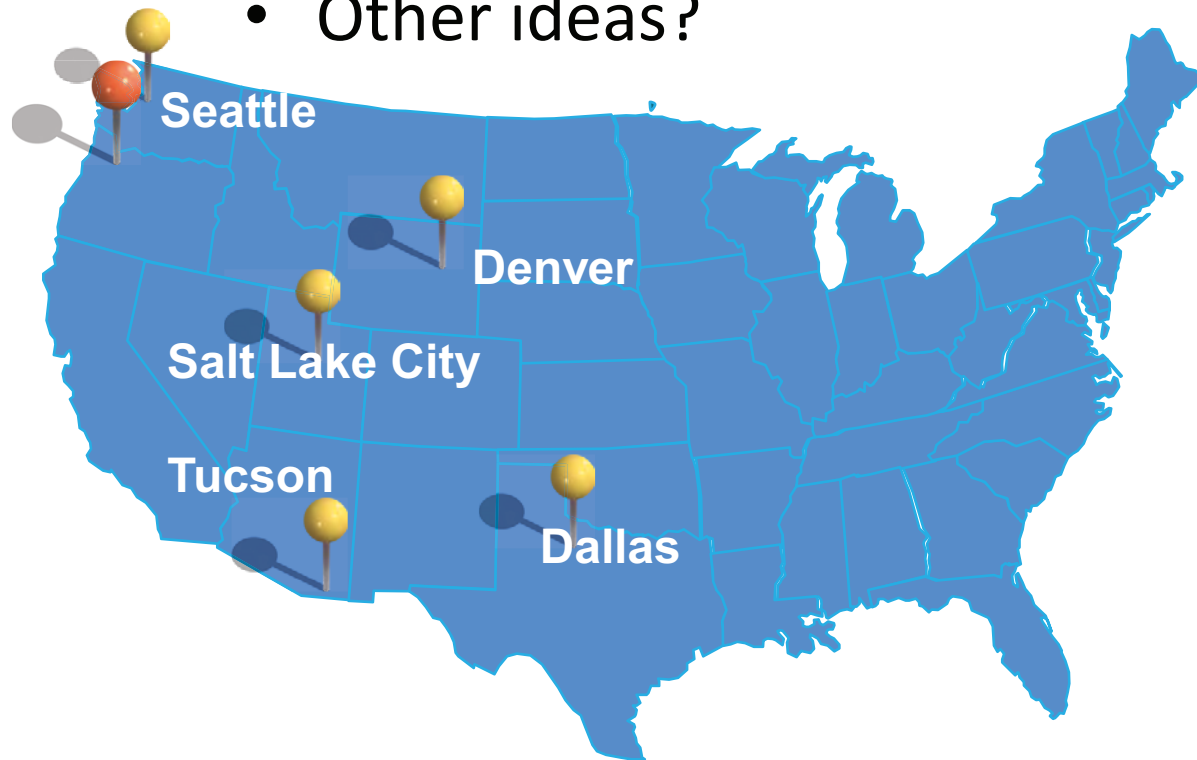 • Other ideas?
Seattle
Denver
Salt Lake City
Tucson
Dallas